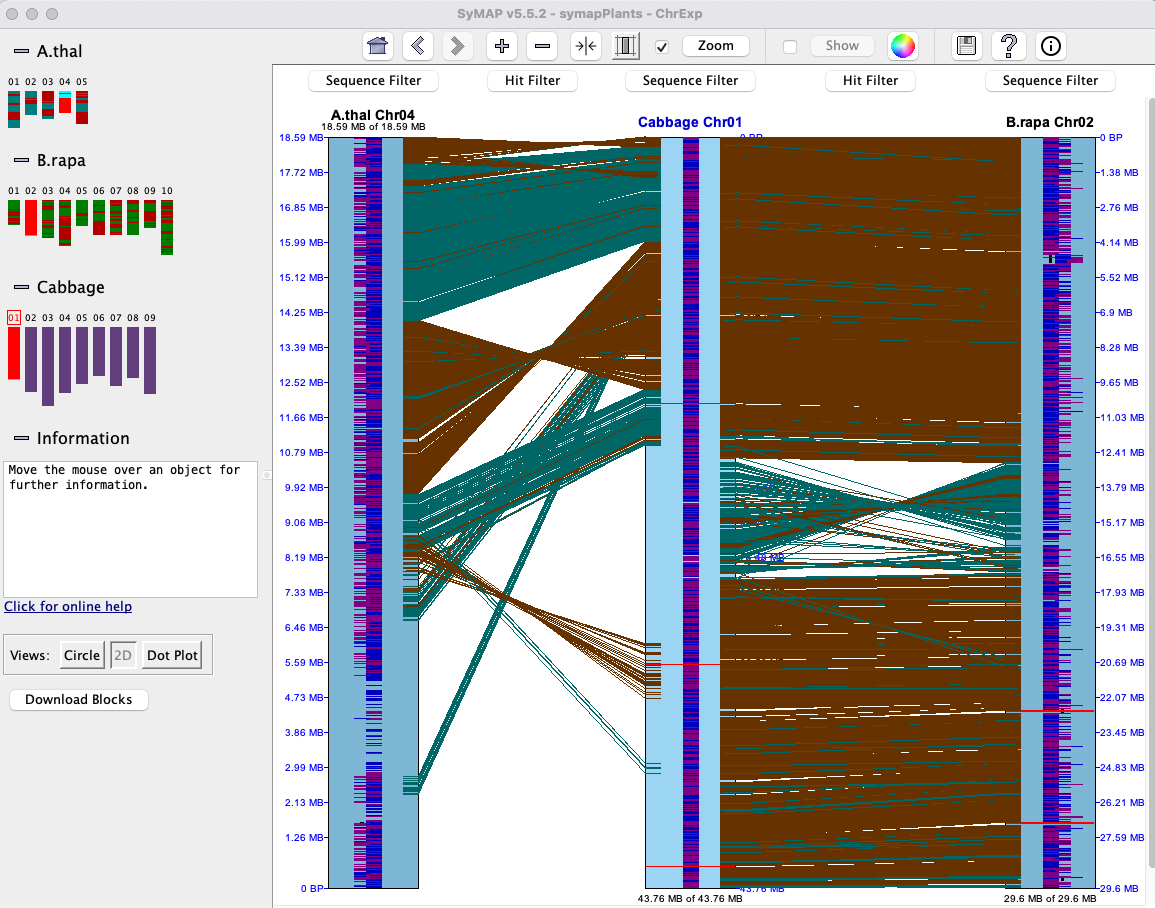 SyMAP v5.5.2 - symapPlants - ChrExp
Zoom
Show
A.thal
01 02 03 04 05
B.rapa
01 02 03 04 05 06 07 08 09 10
Cabbage
01 02 03 04 05 06 07 08 09
Information
Move the mouse over an object for
further information.
Click for online help
Views: Circle 2D Dot Plot
Download Blocks
Sequence Filter Hit Filter Sequence Filter Hit Filter Sequence Filter
A.thal Chr04
18.59 MB of 18.59 MB
Cabbage Chr01
B.rapa Chr02
18.59 MB
17.72 MB
16.85 MB
15.99 MB
15.12 MB
14.25 MB
13.39 MB
12.52 MB
11.66 MB
10.79 MB
9.92 MB
9.06 MB
8.19 MB
7.33 MB
6.46 MB
5.59 MB
4.73 MB
3.86 MB
2.99 MB
2.13 MB
1.26 MB
0 BP
0 BP
43.76 MB
43.76 MB of 43.76 MB
0 BP
1.38 MB
2.76 MB
4.14 MB
5.52 MB
6.9 MB
8.28 MB
9.65 MB
11.03 MB
12.41 MB
13.79 MB
15.17 MB
16.55 MB
17.93 MB
19.31 MB
20.69 MB
22.07 MB
23.45 MB
24.83 MB
26.21 MB
27.59 MB
29.6 MB
29.6 MB of 29.6 MB